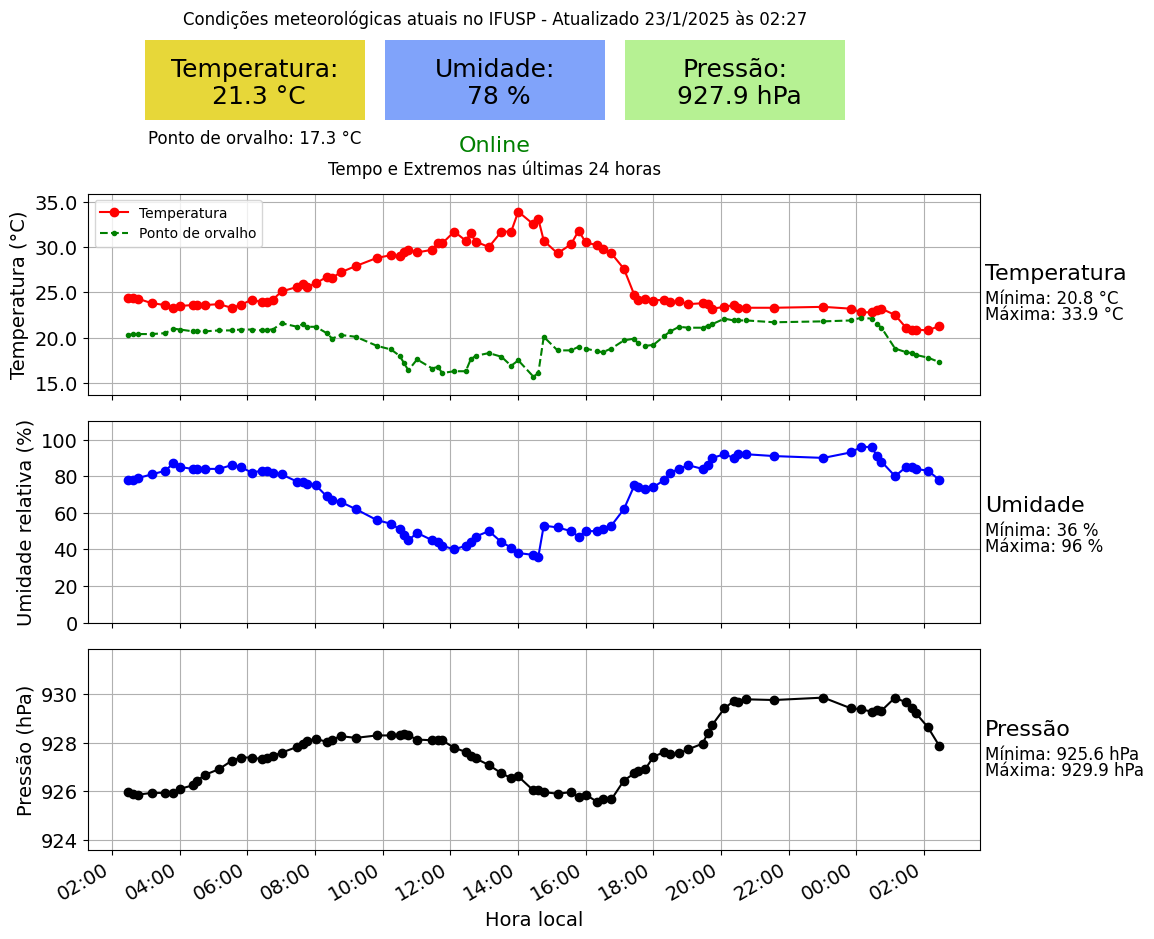 Condições meteorológicas atuais no IFUSP - Atualizado 23/1/2025 às 02:27
Temperatura:
21.3 °C
Umidade:
78 %
Pressão:
927.9 hPa
Ponto de orvalho: 17.3 °C
Online
Tempo e Extremos nas últimas 24 horas
Temperatura (°C)
35.0
30.0
25.0
20.0
15.0
Temperatura
Ponto de orvalho
Temperatura
Mínima: 20.8 °C
Máxima: 33.9 °C
Umidade relativa (%)
100
80
60
40
20
0
Umidade
Mínima: 36 %
Máxima: 96 %
Pressão (hPa)
930
928
926
924
Pressão
Mínima: 925.6 hPa
Máxima: 929.9 hPa
02:00
04:00
06:00
08:00
10:00
12:00
14:00
16:00
18:00
20:00
22:00
00:00
02:00
Hora local